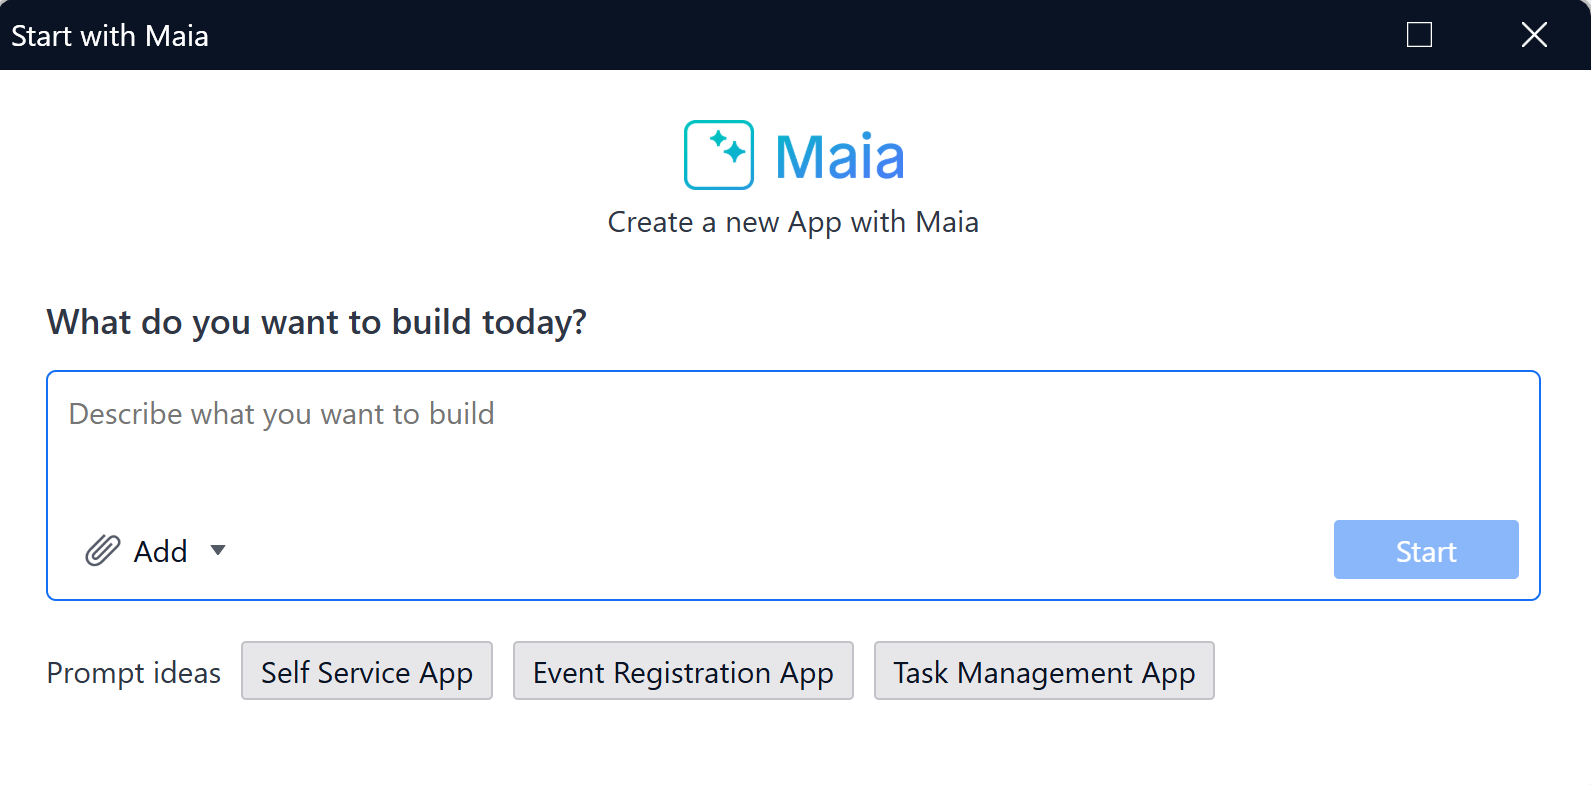 Start with Maia
Maia
Create a new App with Maia
What do you want to build today?
Describe what you want to build
Add
Start
Prompt ideas
Self Service App
Event Registration App
Task Management App